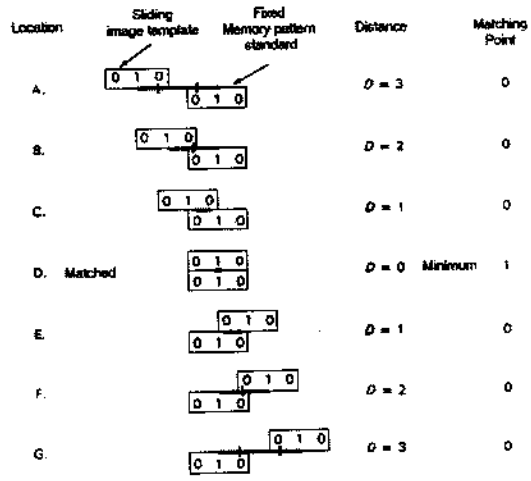 Location Sliding image template Fixed Memory pattern standard Distance Matching Point
A. 0 1 0 D = 3 0
0 1 0
B. 0 1 0 D = 2 0
0 1 0
C. 0 1 0 D = 1 0
0 1 0
D. Matched 0 1 0 D = 0 Minimum 1
0 1 0
E. 0 1 0 D = 1 0
0 1 0
F. 0 1 0 D = 2 0
0 1 0
G. 0 1 0 D = 3 0
0 1 0